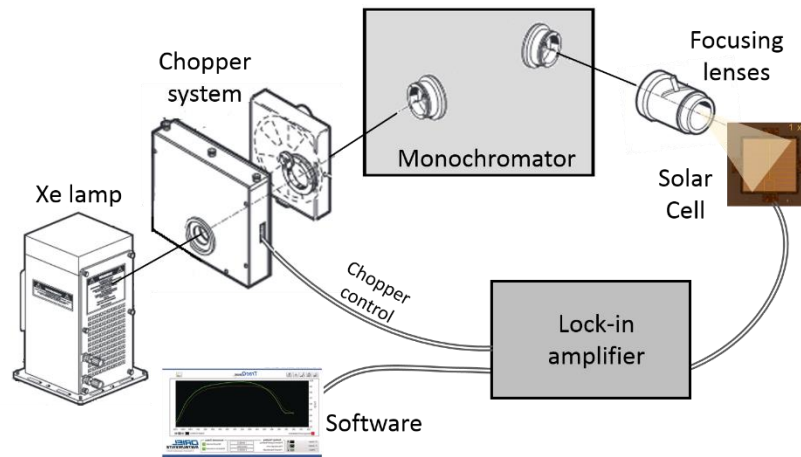 Chopper
system
Focusing
lenses
Monochromator
Xe lamp
Solar
Cell
Chopper
control
Lock-in
amplifier
Software